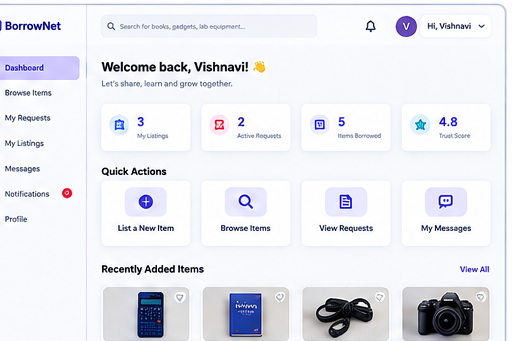 BorrowNet
Search for books, gadgets, lab equipment...
V
Hi, Vishnavi
Dashboard
Browse Items
My Requests
My Listings
Messages
Notifications
Profile
Welcome back, Vishnavi! 👋
Let's share, learn and grow together.
3
My Listings
2
Active Requests
5
Items Borrowed
4.8
Trust Score
Quick Actions
List a New Item
Browse Items
View Requests
My Messages
Recently Added Items
View All